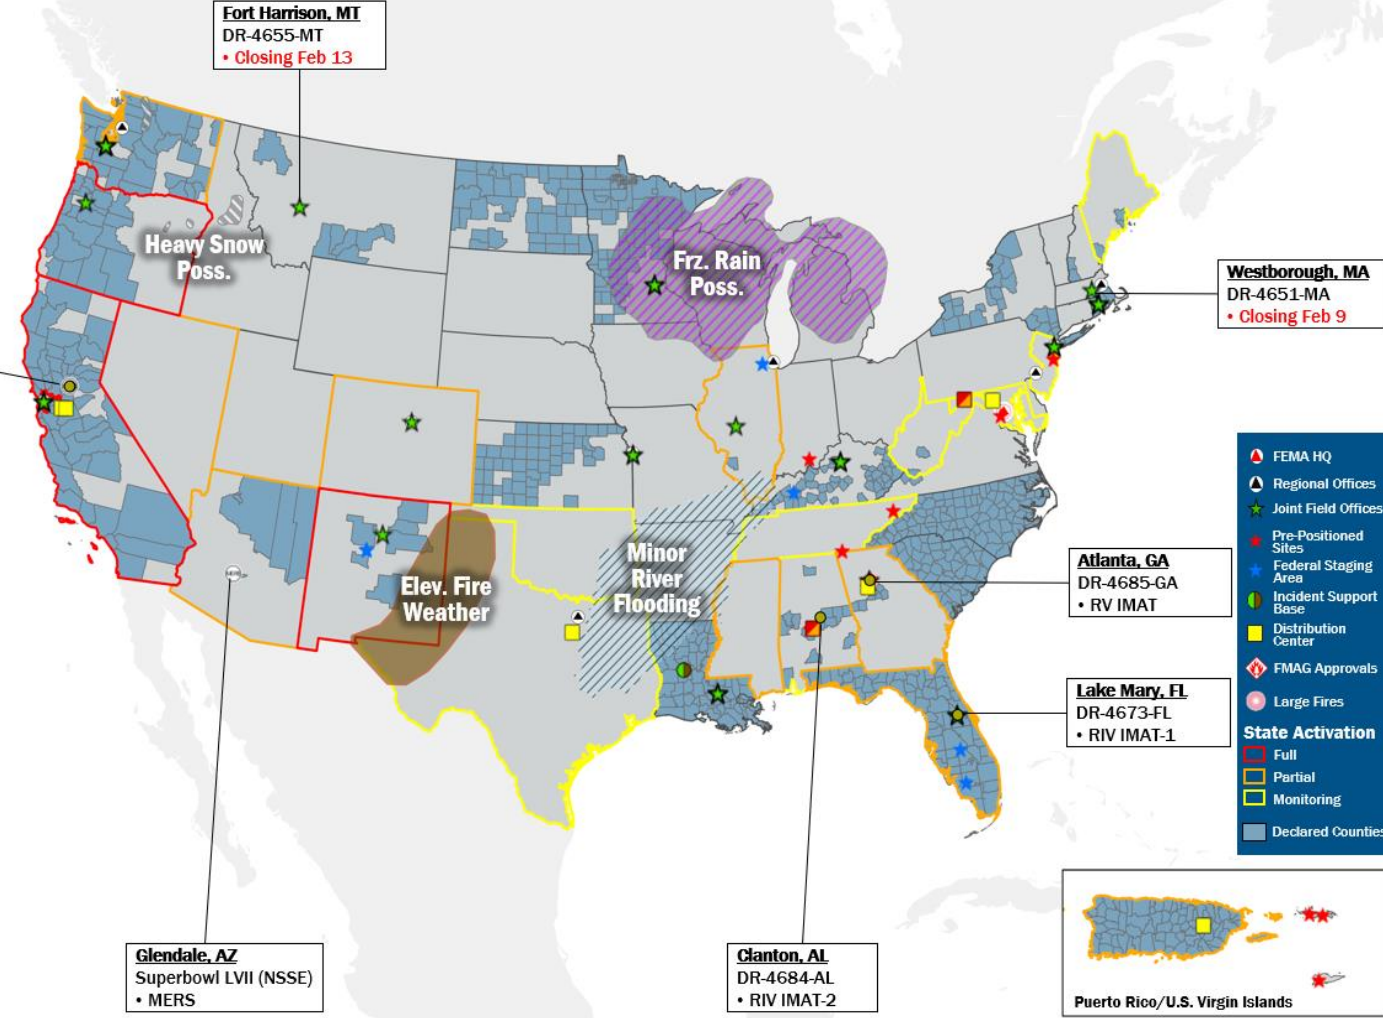 Fort Harrison, MT
DR-4655-MT
• Closing Feb 13
Heavy Snow
Poss.
Frz. Rain
Poss.
Westborough, MA
DR-4651-MA
• Closing Feb 9
Elev. Fire
Weather
Minor
River
Flooding
Atlanta, GA
DR-4685-GA
• RV IMAT
Lake Mary, FL
DR-4673-FL
• RIV IMAT-1
Glendale, AZ
Superbowl LVII (NSSE)
• MERS
Clanton, AL
DR-4684-AL
• RIV IMAT-2
FEMA HQ
Regional Offices
Joint Field Offices
Pre-Positioned
Sites
Federal Staging
Area
Incident Support
Base
Distribution
Center
FMAG Approvals
Large Fires
State Activation
Full
Partial
Monitoring
Declared Counties
Puerto Rico/U.S. Virgin Islands